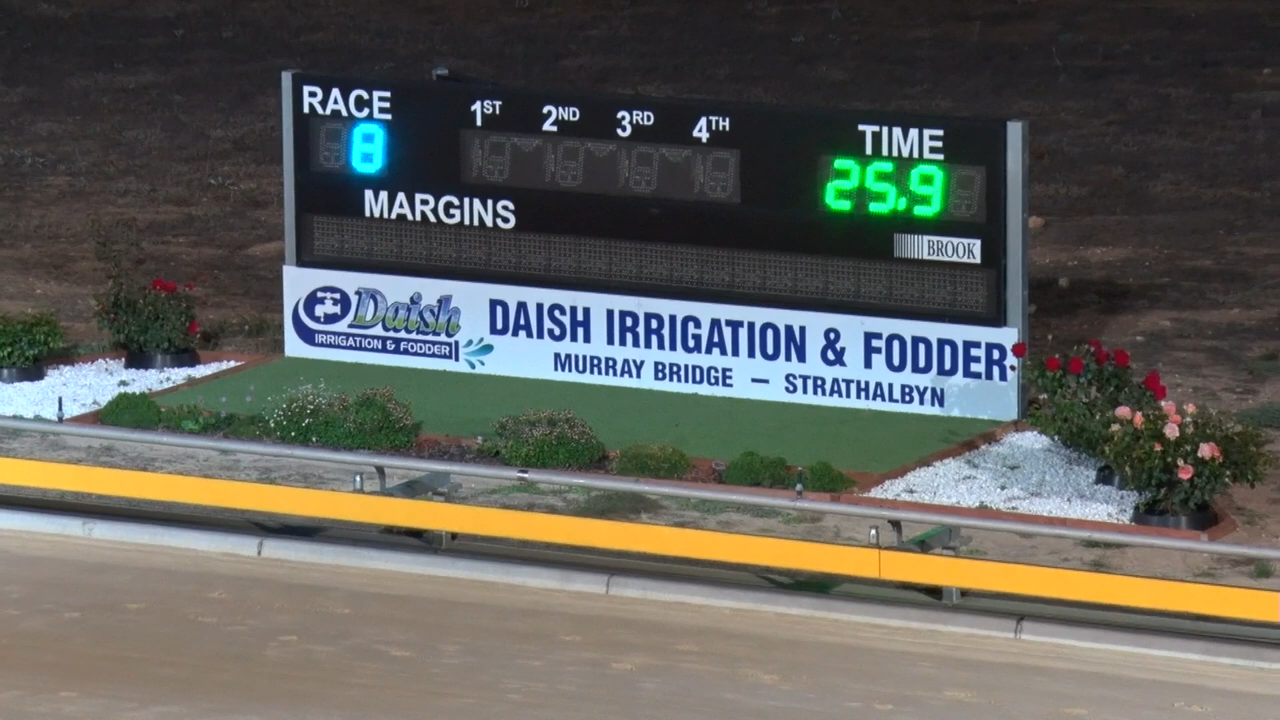 RACE 1ST 2ND 3RD 4TH TIME
8 25.9
MARGINS
BROOK
Daish
IRRIGATION & FODDER
DAISH IRRIGATION & FODDER
MURRAY BRIDGE – STRATHALBYN